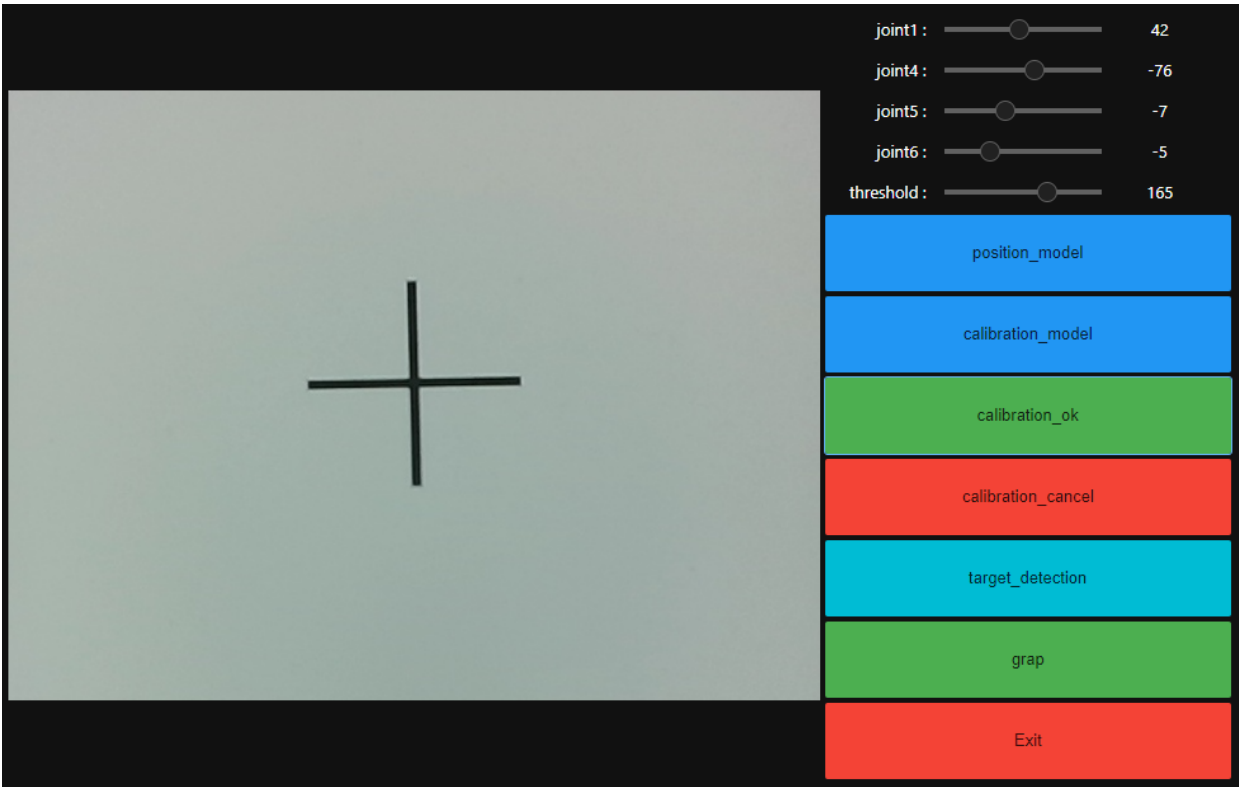 joint1 : 42
joint4 : -76
joint5 : -7
joint6 : -5
threshold : 165
position_model
calibration_model
calibration_ok
calibration_cancel
target_detection
grap
Exit